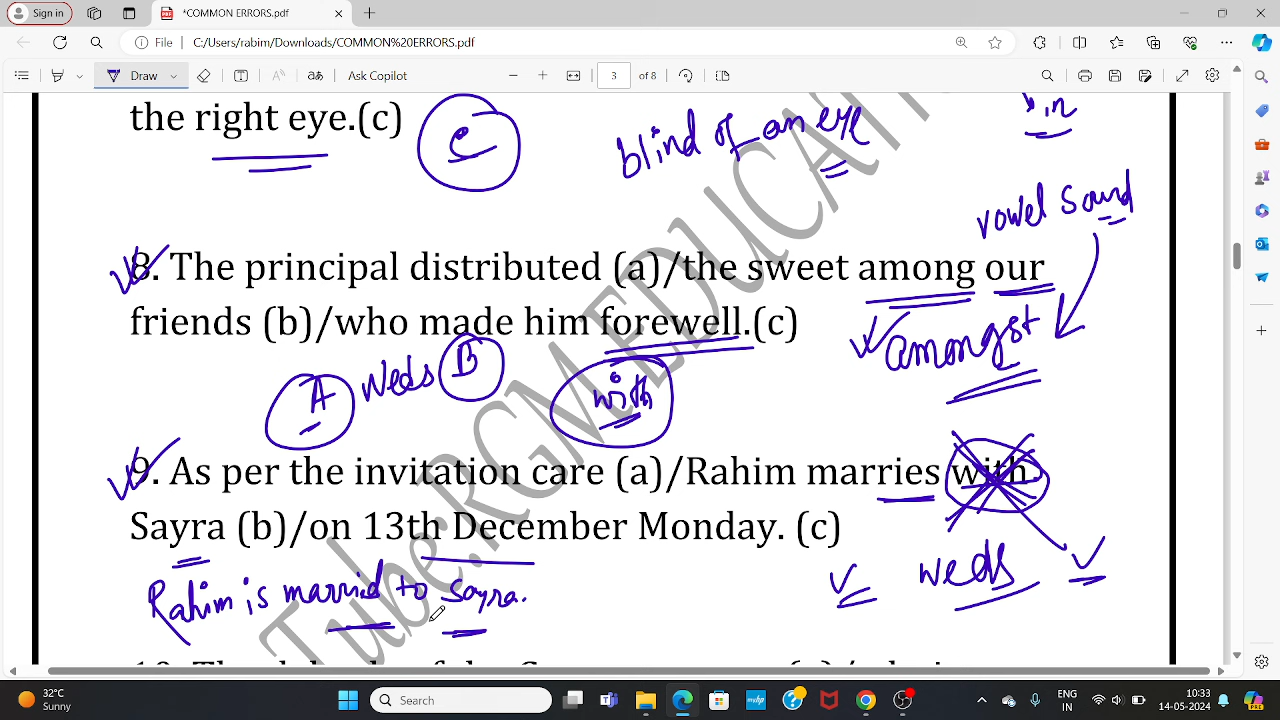 Sign in
*COMMON ERRORS.pdf
File C:/Users/rabim/Downloads/COMMON%20ERRORS.pdf
Draw Ask Copilot 3 of 8
the right eye.(c)
e
blind of an eye
in
vowel sound
8. The principal distributed (a)/the sweet among our
friends (b)/who made him forewell.(c)
amongst
A weds B
with
9. As per the invitation care (a)/Rahim marries with
Sayra (b)/on 13th December Monday. (c)
weds
Rahim is married to Sayra.
Tube:RGM EDUCAT
32°C
Sunny
Search
ENG
IN
10:33
14-05-2024